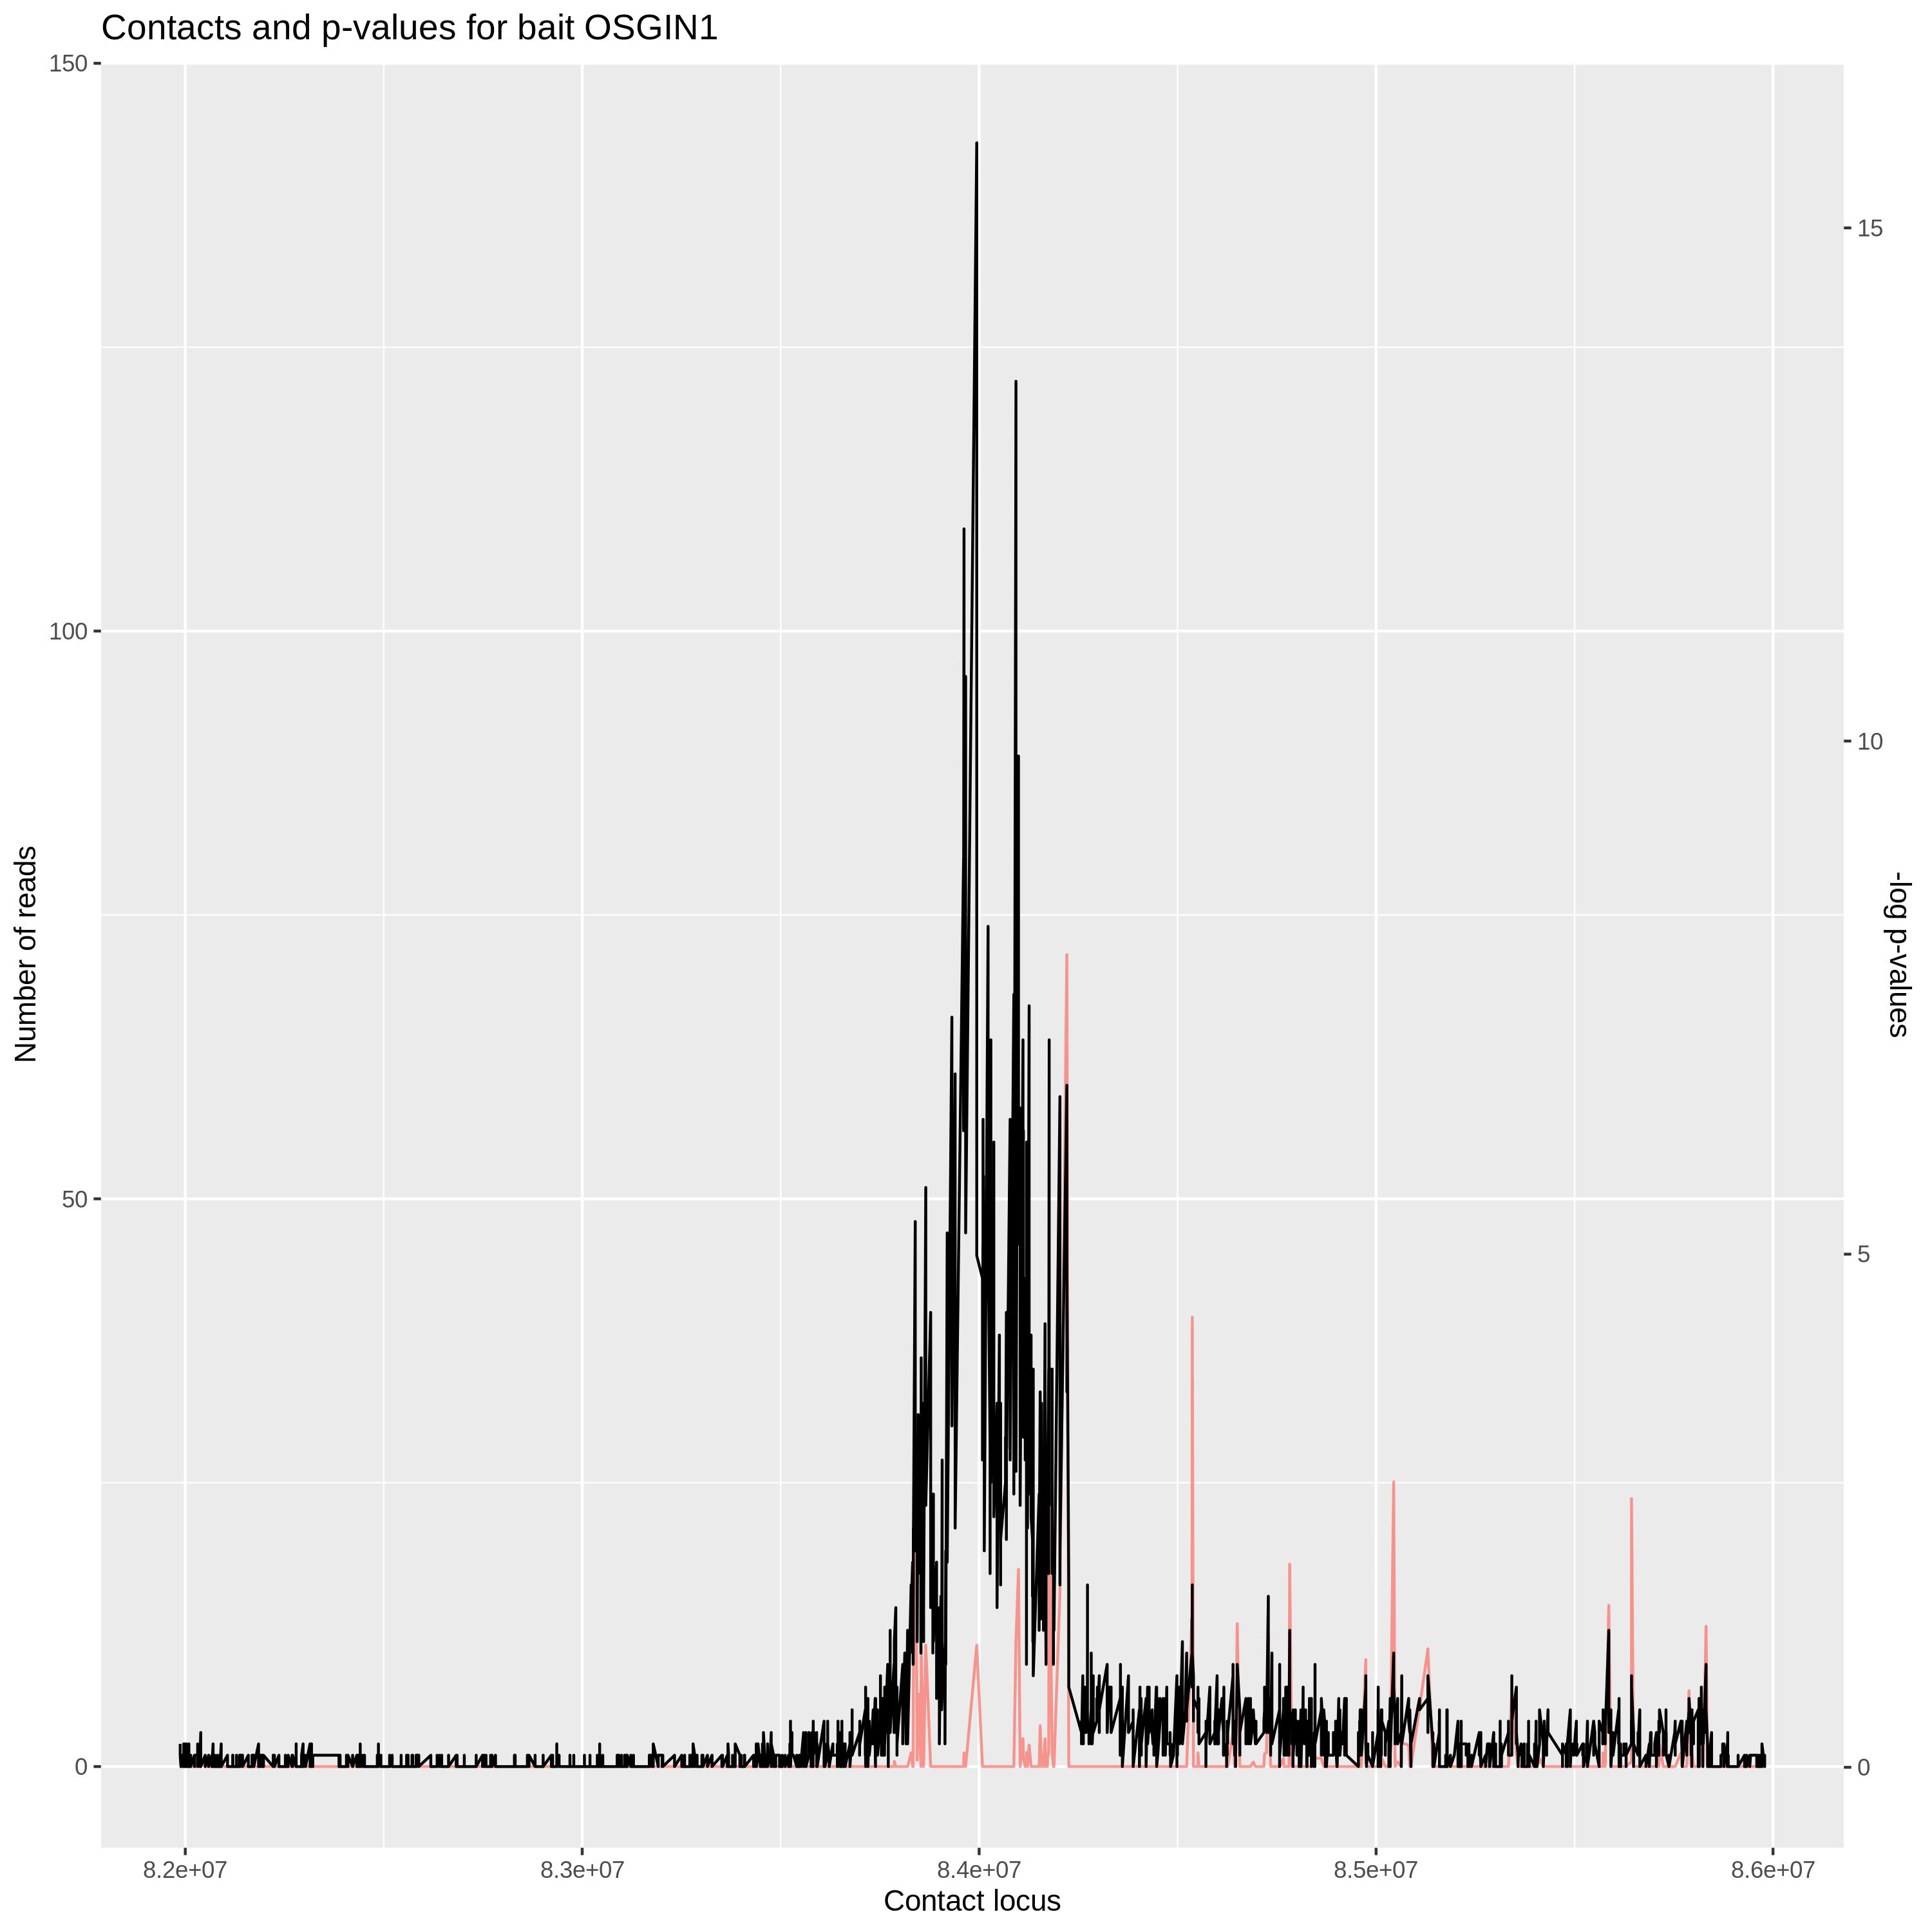 Contacts and p-values for bait OSGIN1
150
100
50
0
Number of reads
15
10
5
0
-log p-values
8.2e+07
8.3e+07
8.4e+07
8.5e+07
8.6e+07
Contact locus